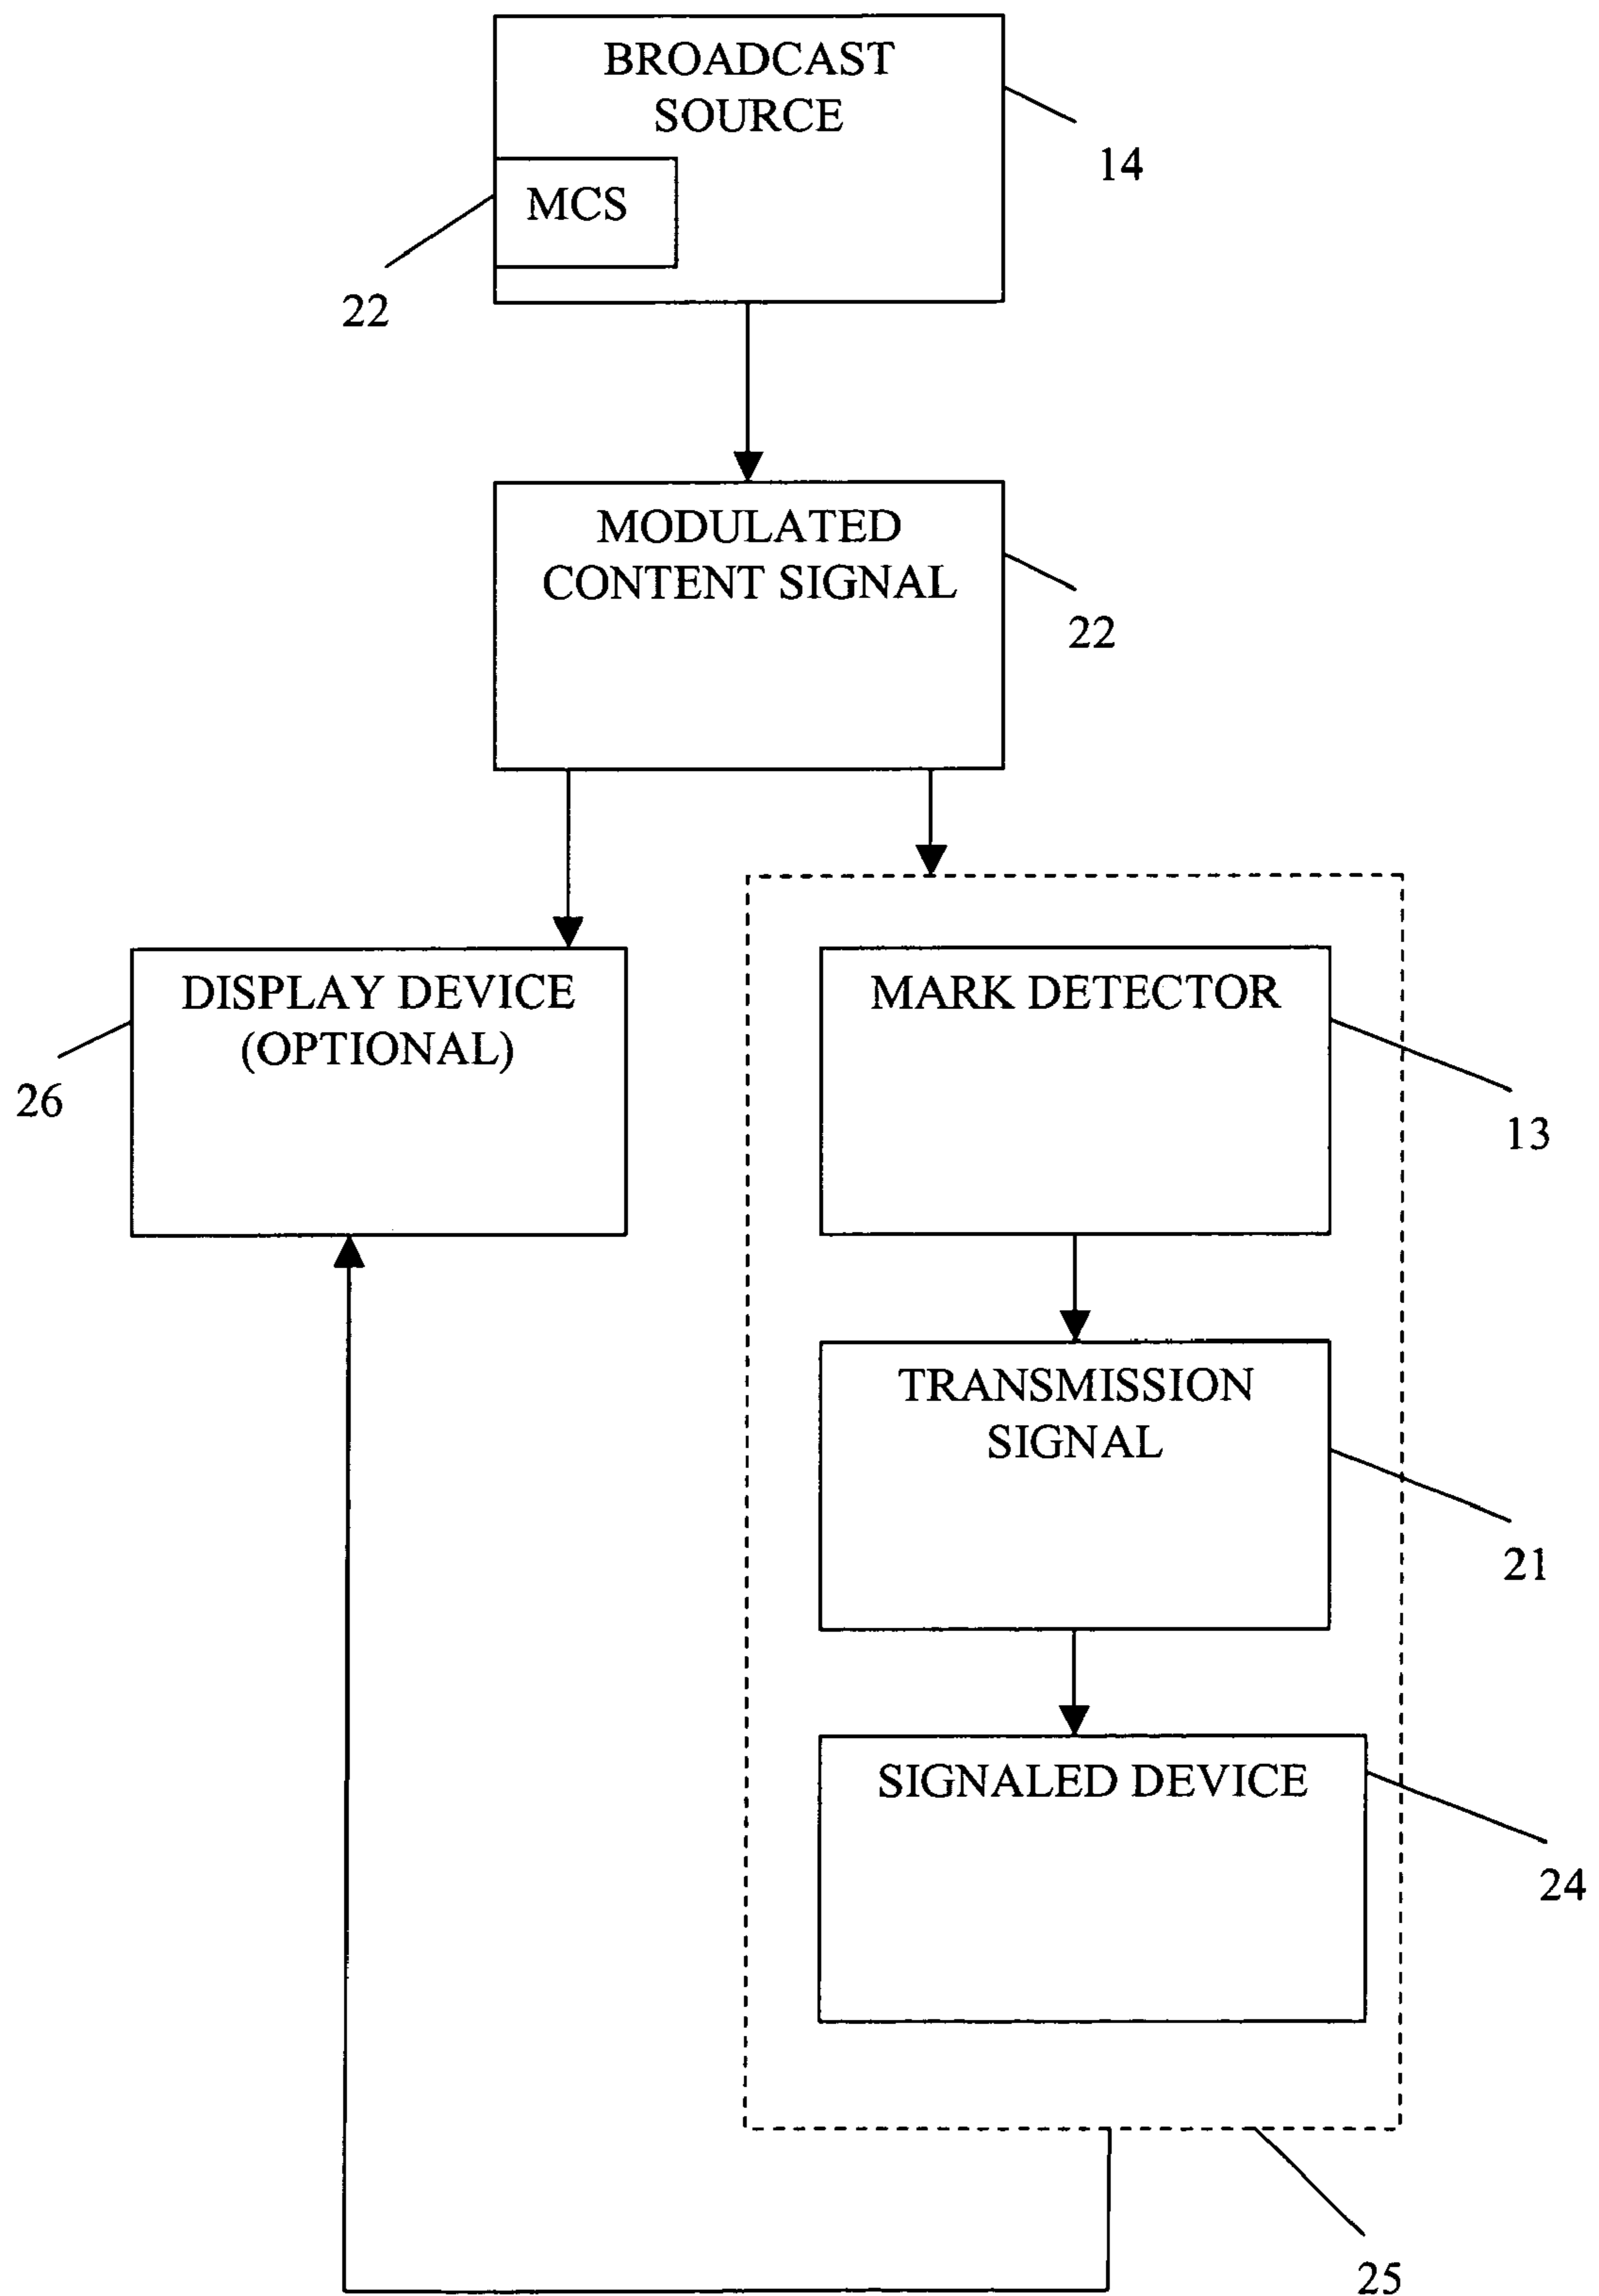 BROADCAST
SOURCE
14
MCS
22
MODULATED
CONTENT SIGNAL
22
DISPLAY DEVICE
(OPTIONAL)
26
MARK DETECTOR
13
TRANSMISSION
SIGNAL
21
SIGNALED DEVICE
24
25